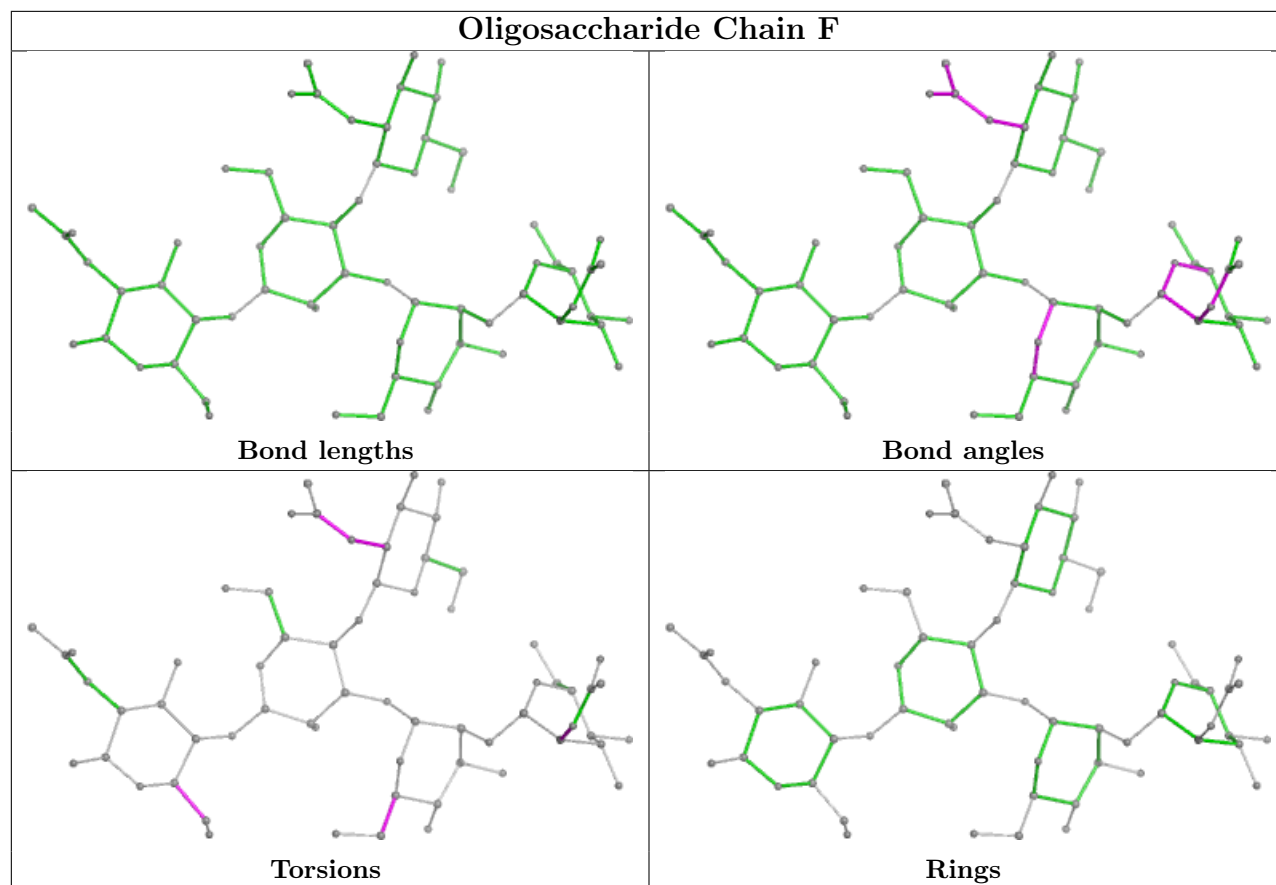 Oligosaccharide Chain F
Bond lengths
Bond angles
Torsions
Rings